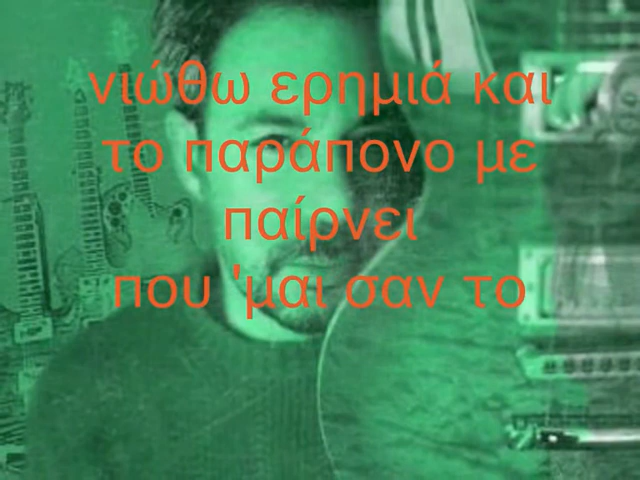 νιώθω ερημιά και
το παράπονο με
παίρνει
που 'μαι σαν το